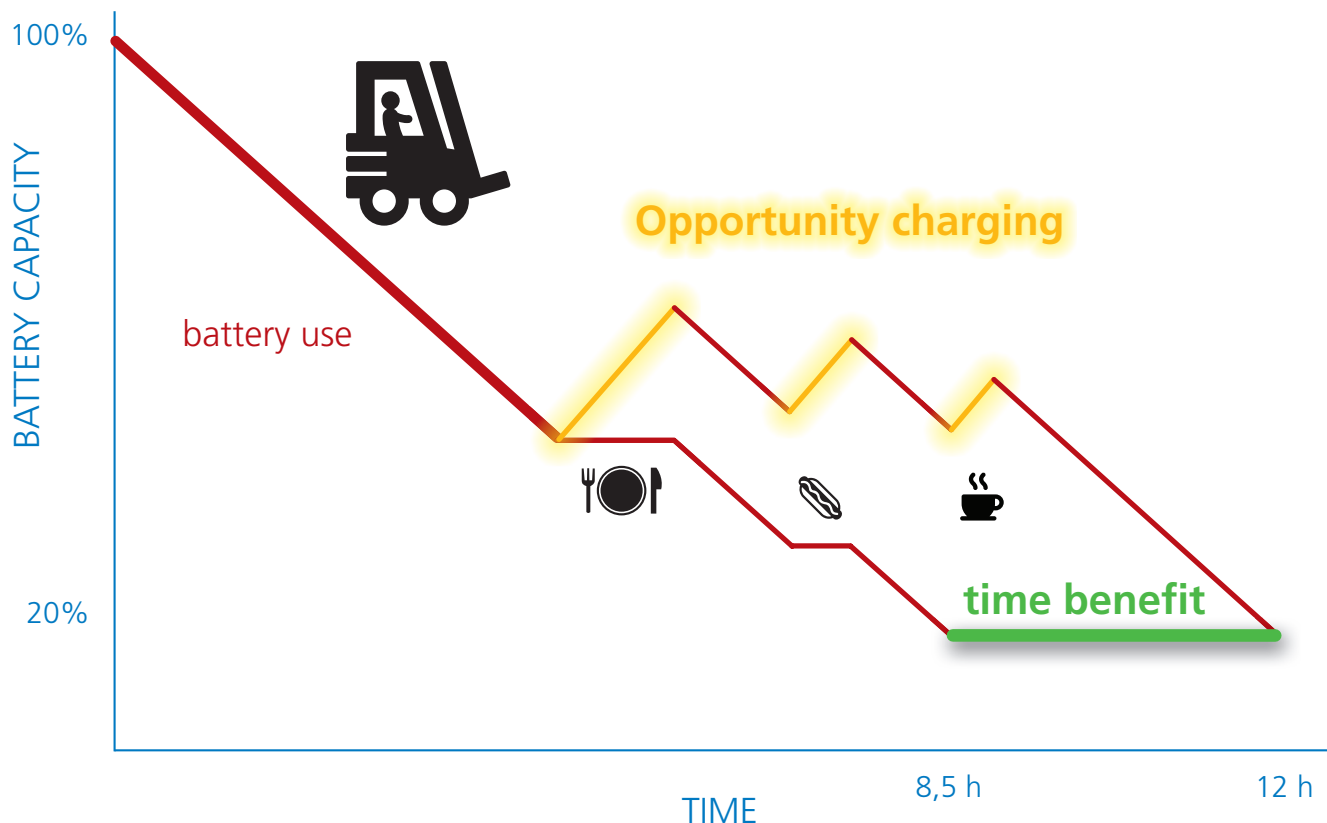 100%
BATTERY CAPACITY
Opportunity charging
battery use
time benefit
20%
8,5 h
12 h
TIME